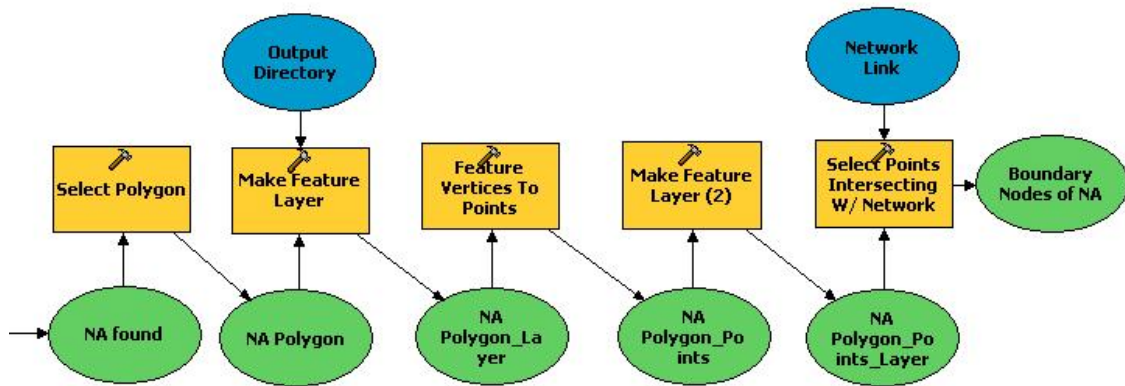 Output
Directory
Network
Link
Select Polygon
Make Feature
Layer
Feature
Vertices To
Points
Make Feature
Layer (2)
Select Points
Intersecting
W/ Network
Boundary
Nodes of NA
NA found
NA Polygon
NA
Polygon_La
yer
NA
Polygon_Po
ints
NA
Polygon_Po
ints_Layer